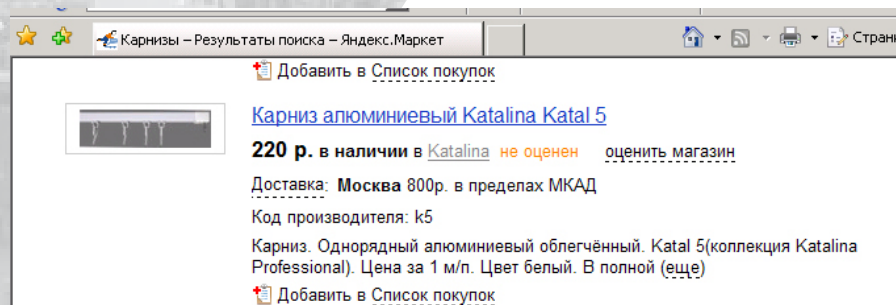 Карнизы – Результаты поиска – Яндекс.Маркет
Добавить в Список покупок
Карниз алюминиевый Katalina Katal 5
220 р. в наличии в Katalina не оценен оценить магазин
Доставка: Москва 800р. в пределах МКАД
Код производителя: k5
Карниз. Однорядный алюминиевый облегчённый. Katal 5(коллекция Katalina
Professional). Цена за 1 м/п. Цвет белый. В полной (еще)
Добавить в Список покупок